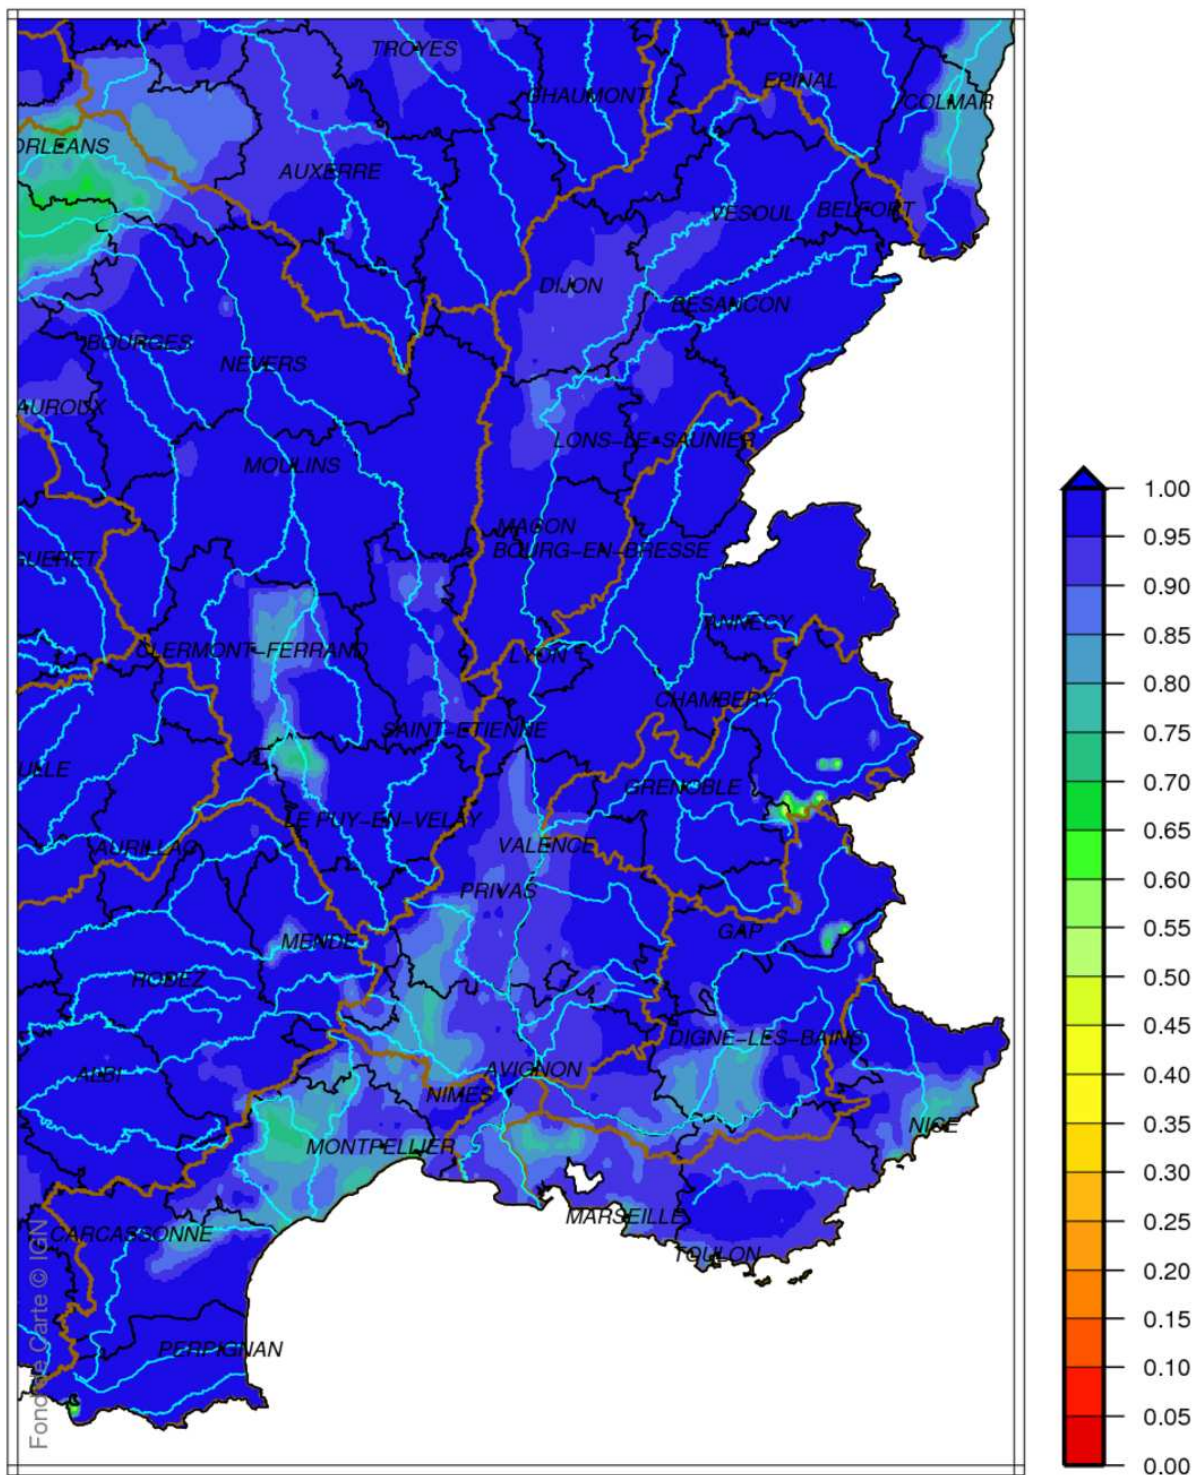 TROYES
EPINAL
CHAUMONT
COLMAR
ORLEANS
AUXERRE
VESOUL
BELFORT
DIJON
BESANCON
BOURGES
NEVERS
AUROUX
LONS-LE-SAUNIER
MOULINS
1.00
MACON
0.95
BOURG-EN-BRESSE
GUERET
0.90
ANNECY
0.85
CLERMONT-FERRAND
LYON
0.80
CHAMBERY
SAINT-ETIENNE
0.75
ULLE
GRENOBLE
0.70
LE PUY-EN-VELAY
0.65
AURILLAC
VALENCE
0.60
PRIVAS
0.55
GAP
MENDE
0.50
RODEZ
0.45
DIGNE-LES-BAINS
0.40
AVIGNON
ALBI
NIMES
0.35
NICE
MONTPELLIER
0.30
0.25
MARSEILLE
CARCASSONNE
TOULON
0.20
0.15
PERPIGNAN
0.10
0.05
0.00
Fond de Carte © IGN